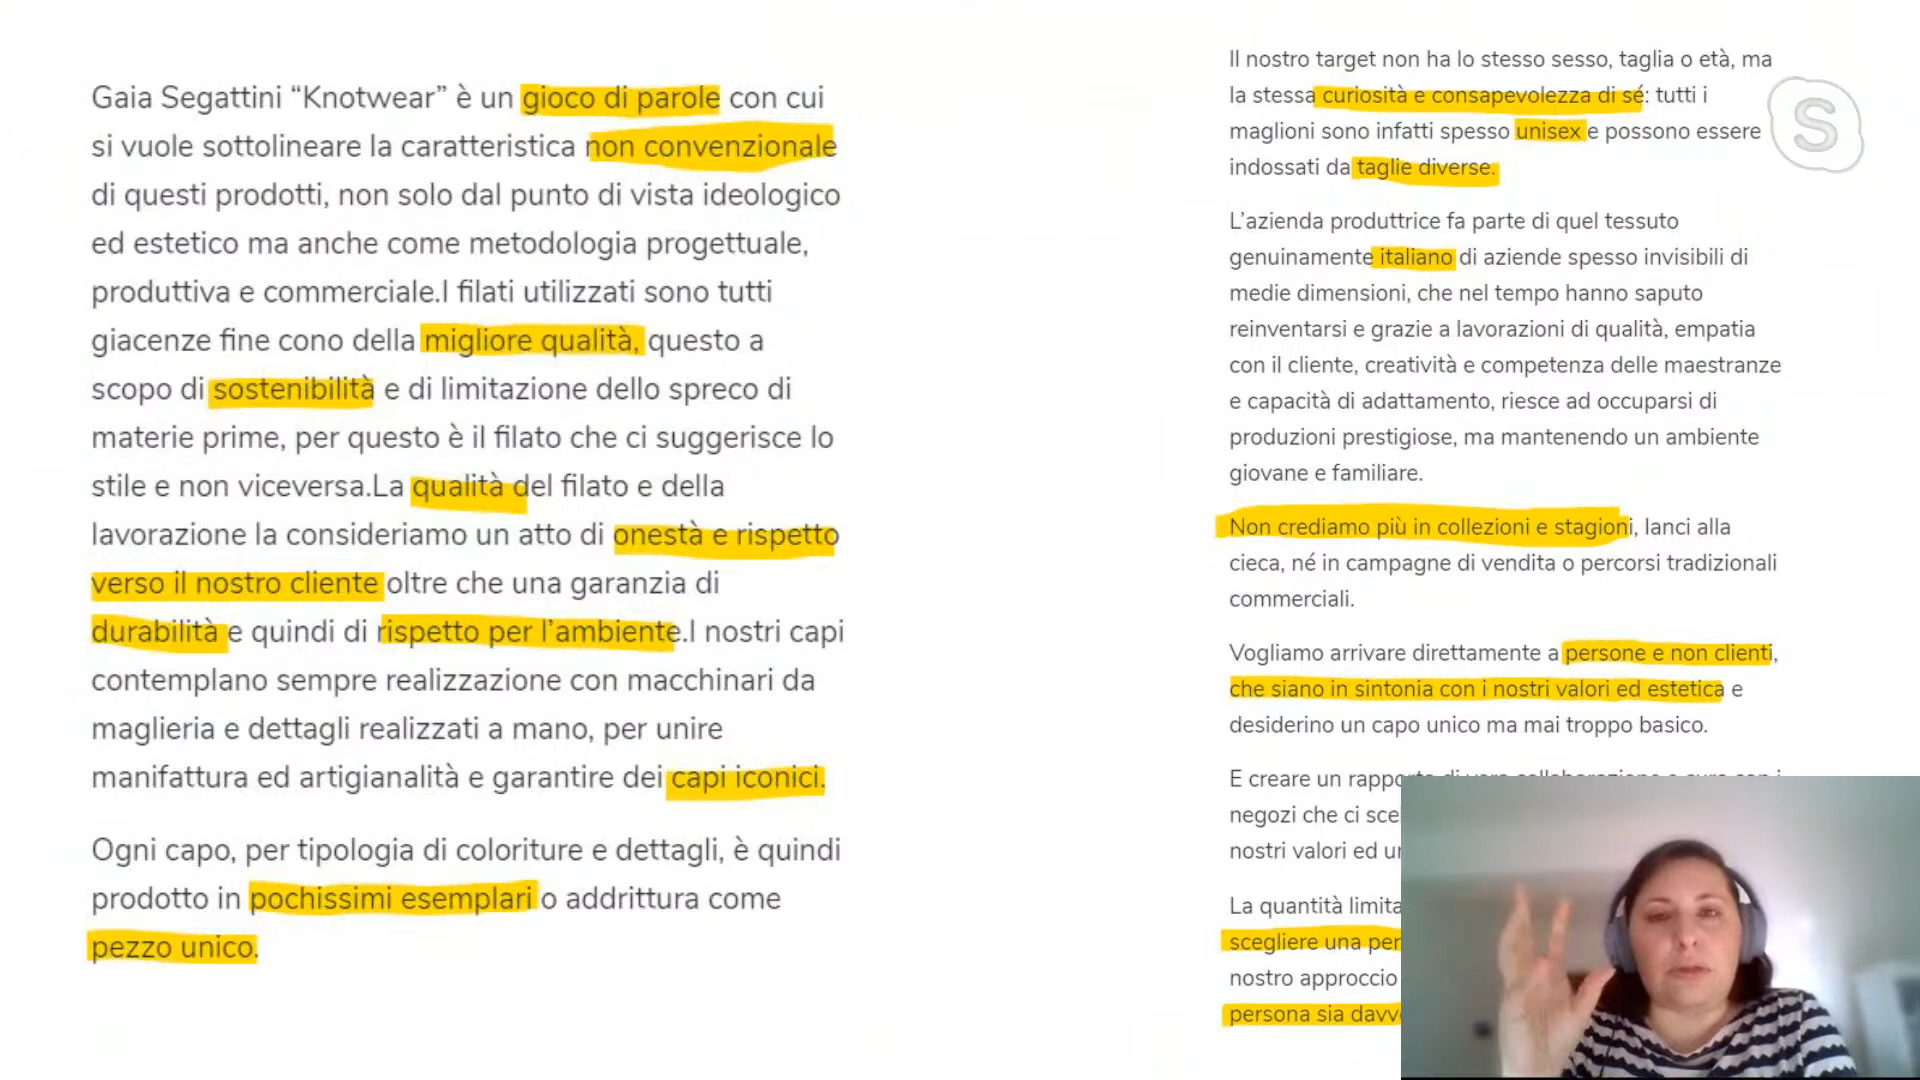 Gaia Segattini “Knotwear” è un gioco di parole con cui
si vuole sottolineare la caratteristica non convenzionale
di questi prodotti, non solo dal punto di vista ideologico
ed estetico ma anche come metodologia progettuale,
produttiva e commerciale.I filati utilizzati sono tutti
giacenze fine cono della migliore qualità, questo a
scopo di sostenibilità e di limitazione dello spreco di
materie prime, per questo è il filato che ci suggerisce lo
stile e non viceversa.La qualità del filato e della
lavorazione la consideriamo un atto di onestà e rispetto
verso il nostro cliente oltre che una garanzia di
durabilità e quindi di rispetto per l’ambiente.I nostri capi
contemplano sempre realizzazione con macchinari da
maglieria e dettagli realizzati a mano, per unire
manifattura ed artigianalità e garantire dei capi iconici.
Ogni capo, per tipologia di coloriture e dettagli, è quindi
prodotto in pochissimi esemplari o addrittura come
pezzo unico.
Il nostro target non ha lo stesso sesso, taglia o età, ma
la stessa curiosità e consapevolezza di sé: tutti i
maglioni sono infatti spesso unisex e possono essere
indossati da taglie diverse.
L’azienda produttrice fa parte di quel tessuto
genuinamente italiano di aziende spesso invisibili di
medie dimensioni, che nel tempo hanno saputo
reinventarsi e grazie a lavorazioni di qualità, empatia
con il cliente, creatività e competenza delle maestranze
e capacità di adattamento, riesce ad occuparsi di
produzioni prestigiose, ma mantenendo un ambiente
giovane e familiare.
Non crediamo più in collezioni e stagioni, lanci alla
cieca, né in campagne di vendita o percorsi tradizionali
commerciali.
Vogliamo arrivare direttamente a persone e non clienti,
che siano in sintonia con i nostri valori ed estetica e
desiderino un capo unico ma mai troppo basico.
E creare un rapporto di vera collaborazione e cura con i
negozi che ci sce
nostri valori ed u
La quantità limita
scegliere una per
nostro approccio
persona sia davv
S